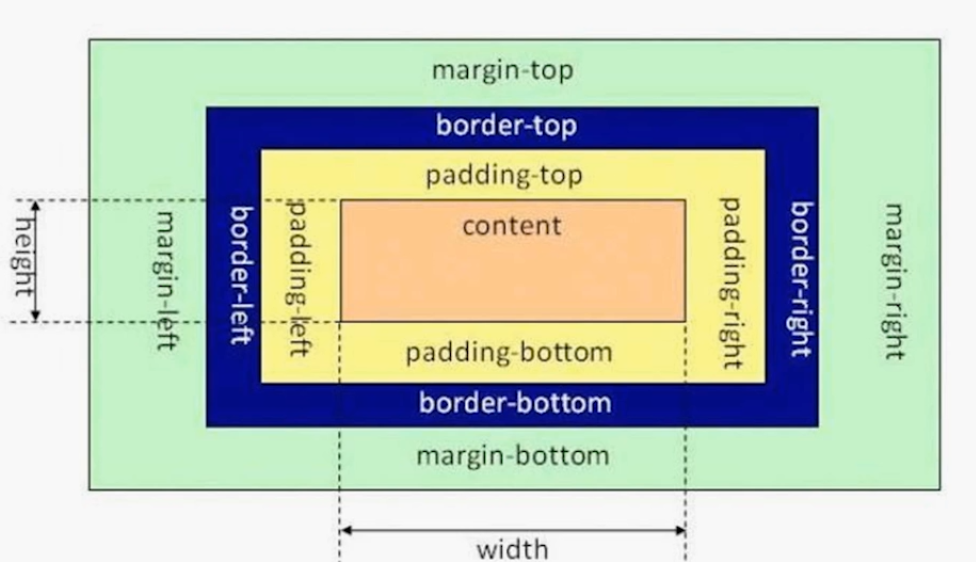 margin-top
border-top
padding-top
content
height
margin-left
border-left
padding-left
padding-right
border-right
margin-right
padding-bottom
border-bottom
margin-bottom
width